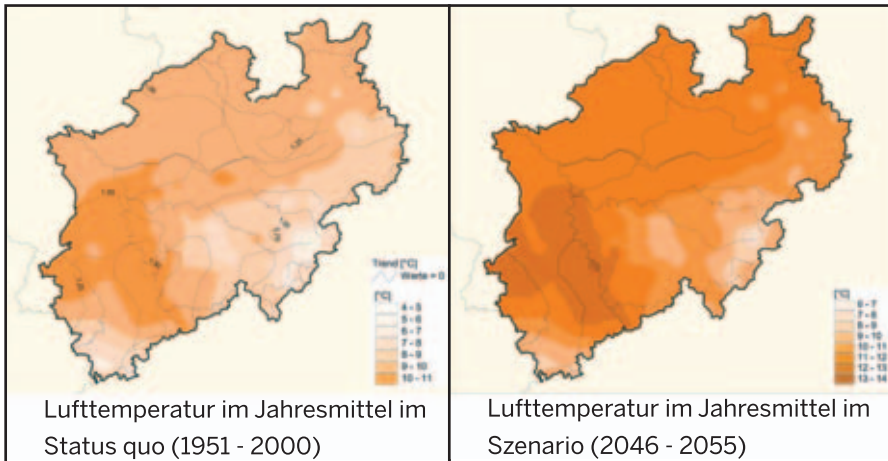 Trend [°C]
Werte = 0
[°C]
4 - 5
5 - 6
6 - 7
7 - 8
8 - 9
9 - 10
10 - 11
Lufttemperatur im Jahresmittel im
Status quo (1951 - 2000)
[°C]
6 - 7
7 - 8
8 - 9
9 - 10
10 - 11
11 - 12
12 - 13
13 - 14
Lufttemperatur im Jahresmittel im
Szenario (2046 - 2055)